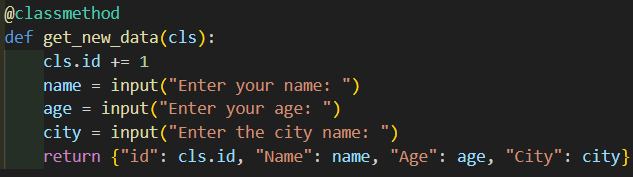 @classmethod
def get_new_data(cls):
    cls.id += 1
    name = input("Enter your name: ")
    age = input("Enter your age: ")
    city = input("Enter the city name: ")
    return {"id": cls.id, "Name": name, "Age": age, "City": city}